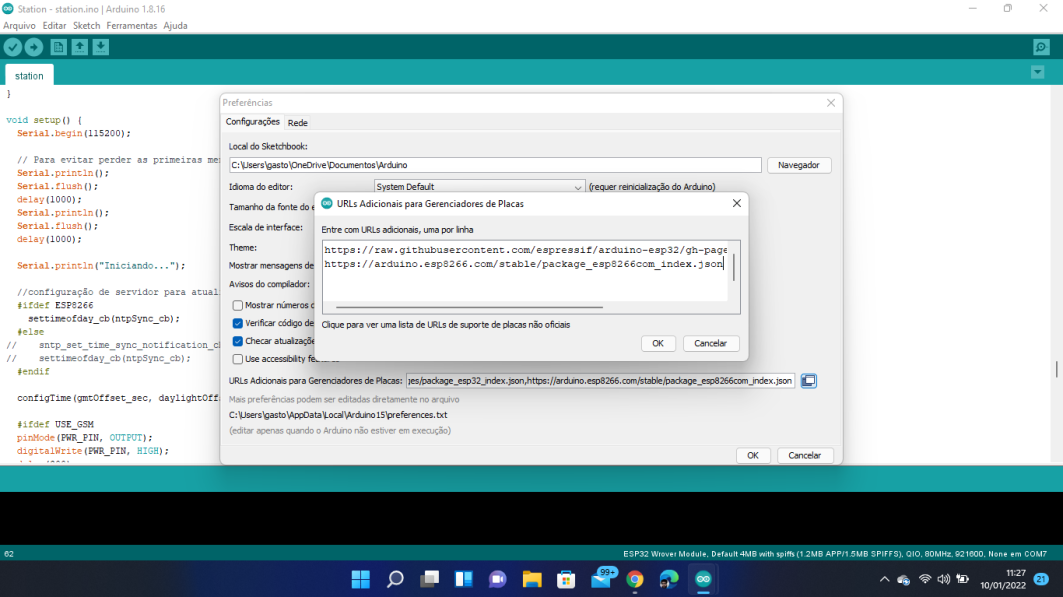 Station - station.ino | Arduino 1.8.16
Arquivo Editar Sketch Ferramentas Ajuda
station
}
void setup() {
Serial.begin(115200);
// Para evitar perder as primeiras
Serial.println();
Serial.flush();
delay(1000);
Serial.println();
Serial.flush();
delay(1000);
Serial.println("Iniciando...");
//configuração de servidor para
#ifdef ESP8266
settimeofday_cb(ntpSync_cb);
#else
// sntp_set_time_sync_notification_
// settimeofday_cb(ntpSync_cb);
#endif
configTime(gmtOffset_sec,
#ifdef USE_GSM
pinMode(PWR_PIN, OUTPUT);
digitalWrite(PWR_PIN, HIGH);
Preferências
Configurações Rede
Local do Sketchbook:
C:\Users\gasto\OneDrive\Documentos\Arduino Navegador
Idioma do editor: System Default (requer reinicialização do Arduino)
Tamanho da fonte do
Escala de interface:
Theme:
Mostrar mensagens de
Avisos do compilador:
Mostrar números
Verificar código de
Checar
Use accessibility
URLs Adicionais para Gerenciadores de Placas: ges/package_esp32_index.json,https://arduino.esp8266.com/stable/package_esp8266com_index.json
Mais preferências podem ser editadas diretamente no arquivo
C:\Users\gasto\AppData\Local\Arduino15\preferences.txt
(editar apenas quando o Arduino não estiver em execução)
OK Cancelar
URLs Adicionais para Gerenciadores de Placas
Entre com URLs adicionais, uma por linha
https://raw.githubusercontent.com/espressif/arduino-esp32/gh-page
https://arduino.esp8266.com/stable/package_esp8266com_index.json
Clique para ver uma lista de URLs de suporte de placas não oficiais
OK Cancelar
62 ESP32 Wrover Module, Default 4MB with spiffs (1.2MB APP/1.5MB SPIFFS), QIO, 80MHz, 921600, None em COM7
99+
11:27
10/01/2022 21